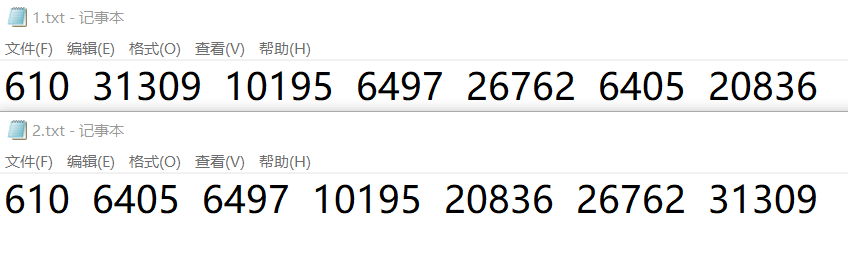 1.txt - 记事本
文件(F) 编辑(E) 格式(O) 查看(V) 帮助(H)
610 31309 10195 6497 26762 6405 20836
2.txt - 记事本
文件(F) 编辑(E) 格式(O) 查看(V) 帮助(H)
610 6405 6497 10195 20836 26762 31309